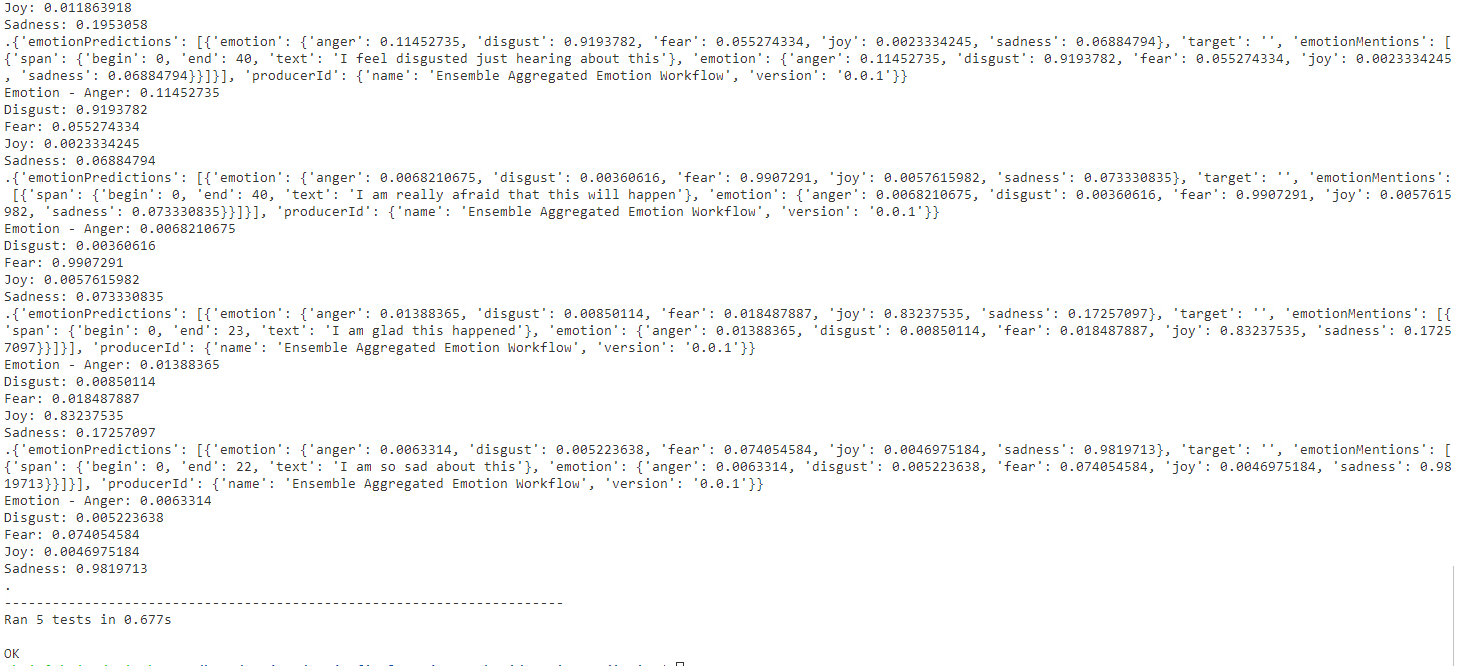 Joy: 0.011863918
Sadness: 0.1953058
.{'emotionPredictions': [{'emotion': {'anger': 0.11452735, 'disgust': 0.9193782, 'fear': 0.055274334, 'joy': 0.0023334245, 'sadness': 0.06884794}, 'target': '', 'emotionMentions': [
{'span': {'begin': 0, 'end': 40, 'text': 'I feel disgusted just hearing about this'}, 'emotion': {'anger': 0.11452735, 'disgust': 0.9193782, 'fear': 0.055274334, 'joy': 0.0023334245
, 'sadness': 0.06884794}}]}], 'producerId': {'name': 'Ensemble Aggregated Emotion Workflow', 'version': '0.0.1'}}
Emotion - Anger: 0.11452735
Disgust: 0.9193782
Fear: 0.055274334
Joy: 0.0023334245
Sadness: 0.06884794
.{'emotionPredictions': [{'emotion': {'anger': 0.0068210675, 'disgust': 0.00360616, 'fear': 0.9907291, 'joy': 0.0057615982, 'sadness': 0.073330835}, 'target': '', 'emotionMentions':
[{'span': {'begin': 0, 'end': 40, 'text': 'I am really afraid that this will happen'}, 'emotion': {'anger': 0.0068210675, 'disgust': 0.00360616, 'fear': 0.9907291, 'joy': 0.0057615
982, 'sadness': 0.073330835}}]}], 'producerId': {'name': 'Ensemble Aggregated Emotion Workflow', 'version': '0.0.1'}}
Emotion - Anger: 0.0068210675
Disgust: 0.00360616
Fear: 0.9907291
Joy: 0.0057615982
Sadness: 0.073330835
.{'emotionPredictions': [{'emotion': {'anger': 0.01388365, 'disgust': 0.00850114, 'fear': 0.018487887, 'joy': 0.83237535, 'sadness': 0.17257097}, 'target': '', 'emotionMentions': [{
'span': {'begin': 0, 'end': 23, 'text': 'I am glad this happened'}, 'emotion': {'anger': 0.01388365, 'disgust': 0.00850114, 'fear': 0.018487887, 'joy': 0.83237535, 'sadness': 0.1725
7097}}]}], 'producerId': {'name': 'Ensemble Aggregated Emotion Workflow', 'version': '0.0.1'}}
Emotion - Anger: 0.01388365
Disgust: 0.00850114
Fear: 0.018487887
Joy: 0.83237535
Sadness: 0.17257097
.{'emotionPredictions': [{'emotion': {'anger': 0.0063314, 'disgust': 0.005223638, 'fear': 0.074054584, 'joy': 0.0046975184, 'sadness': 0.9819713}, 'target': '', 'emotionMentions': [
{'span': {'begin': 0, 'end': 22, 'text': 'I am so sad about this'}, 'emotion': {'anger': 0.0063314, 'disgust': 0.005223638, 'fear': 0.074054584, 'joy': 0.0046975184, 'sadness': 0.98
19713}}]}], 'producerId': {'name': 'Ensemble Aggregated Emotion Workflow', 'version': '0.0.1'}}
Emotion - Anger: 0.0063314
Disgust: 0.005223638
Fear: 0.074054584
Joy: 0.0046975184
Sadness: 0.9819713
.
----------------------------------------------------------------------
Ran 5 tests in 0.677s
OK